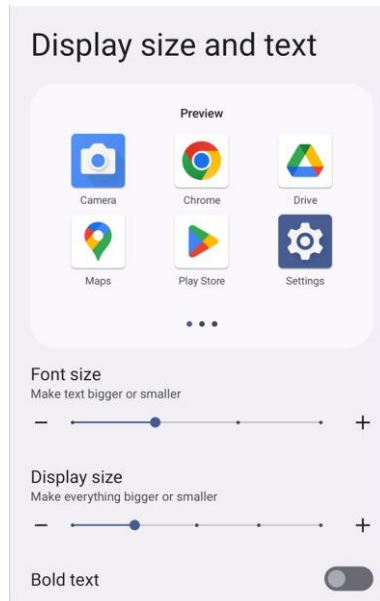 Display size and text
Preview
Camera Chrome Drive
Maps Play Store Settings
Font size
Make text bigger or smaller
Display size
Make everything bigger or smaller
Bold text